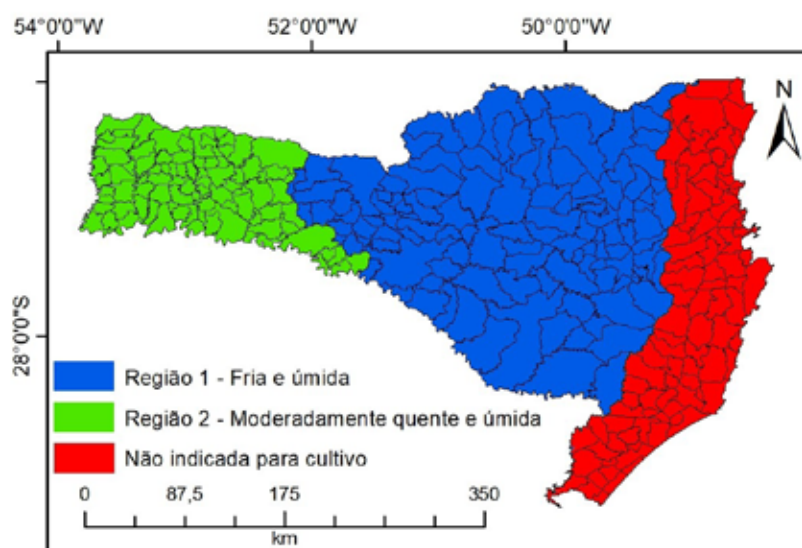 54°0'0"W 52°0'0"W 50°0'0"W
N
28°0'0"S
Região 1 - Fria e úmida
Região 2 - Moderadamente quente e úmida
Não indicada para cultivo
0 87,5 175 350
km